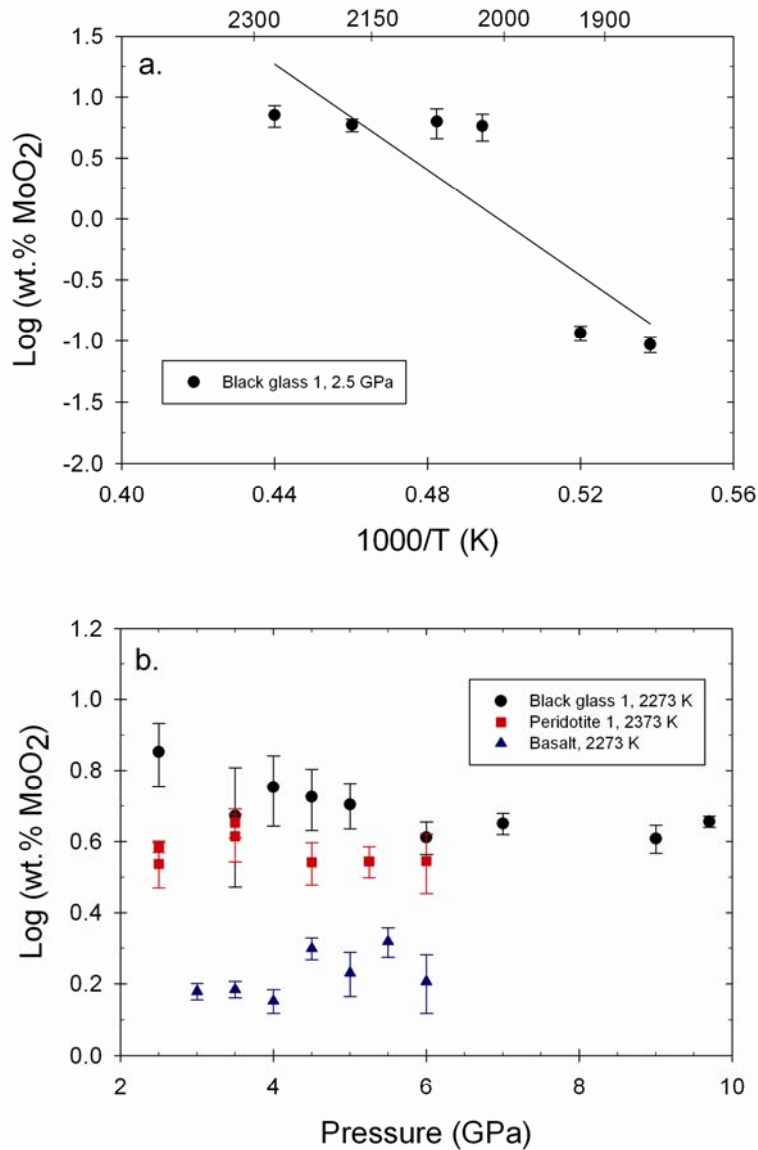 2300 2150 2000 1900
a.
1.5
1.0
0.5
0.0
-0.5
-1.0
-1.5
-2.0
Log (wt.% MoO2)
Black glass 1, 2.5 GPa
0.40 0.44 0.48 0.52 0.56
1000/T (K)
b.
1.2
1.0
0.8
0.6
0.4
0.2
0.0
Log (wt.% MoO2)
Black glass 1, 2273 K
Peridotite 1, 2373 K
Basalt, 2273 K
2 4 6 8 10
Pressure (GPa)